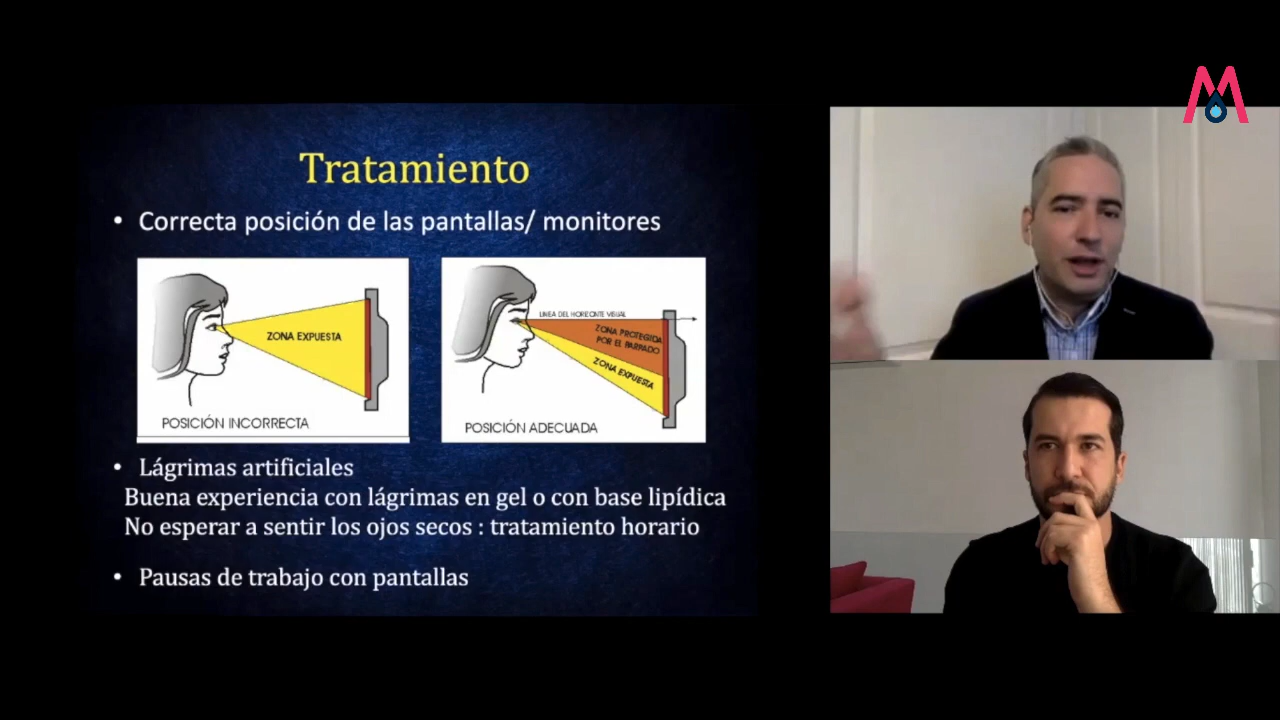 Tratamiento
• Correcta posición de las pantallas/ monitores
ZONA EXPUESTA
POSICIÓN INCORRECTA
LINEA DEL HORIZONTE VISUAL
ZONA PROTEGIDA
POR EL PARPADO
ZONA EXPUESTA
POSICIÓN ADECUADA
• Lágrimas artificiales
Buena experiencia con lágrimas en gel o con base lipídica
No esperar a sentir los ojos secos : tratamiento horario
• Pausas de trabajo con pantallas
M